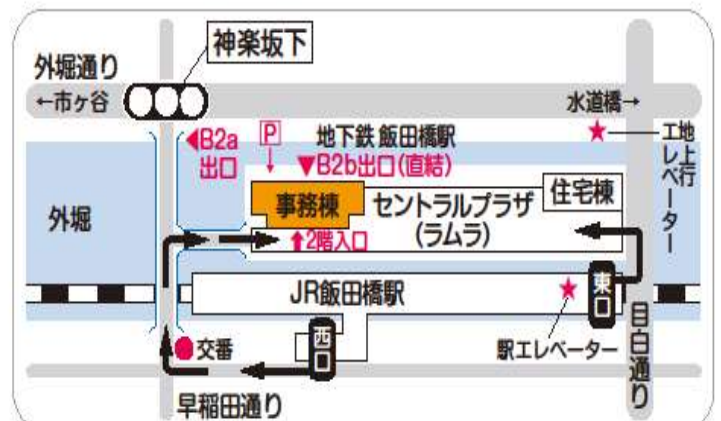 神楽坂下
外堀通り
←市ヶ谷
水道橋→
◀B2a
出口
P
地下鉄 飯田橋駅
▼B2b出口(直結)
★
地上行
エレベーター
外堀
事務棟
セントラルプラザ
(ラムラ)
住宅棟
↑2階入口
JR飯田橋駅
★
東口
西口
交番
駅エレベーター
目白通り
早稲田通り